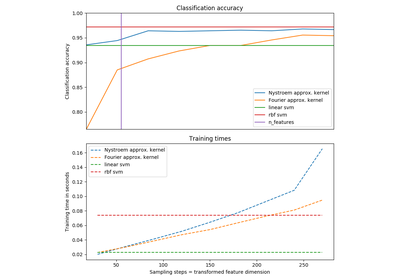 Classification accuracy
1.00
0.95
0.90
0.85
0.80
Classification accuracy
Nystroem approx. kernel
Fourier approx. kernel
linear svm
rbf svm
n_features
Training times
0.16
0.14
0.12
0.10
0.08
0.06
0.04
0.02
Training time in seconds
Nystroem approx. kernel
Fourier approx. kernel
linear svm
rbf svm
50
100
150
200
250
Sampling steps = transformed feature dimension